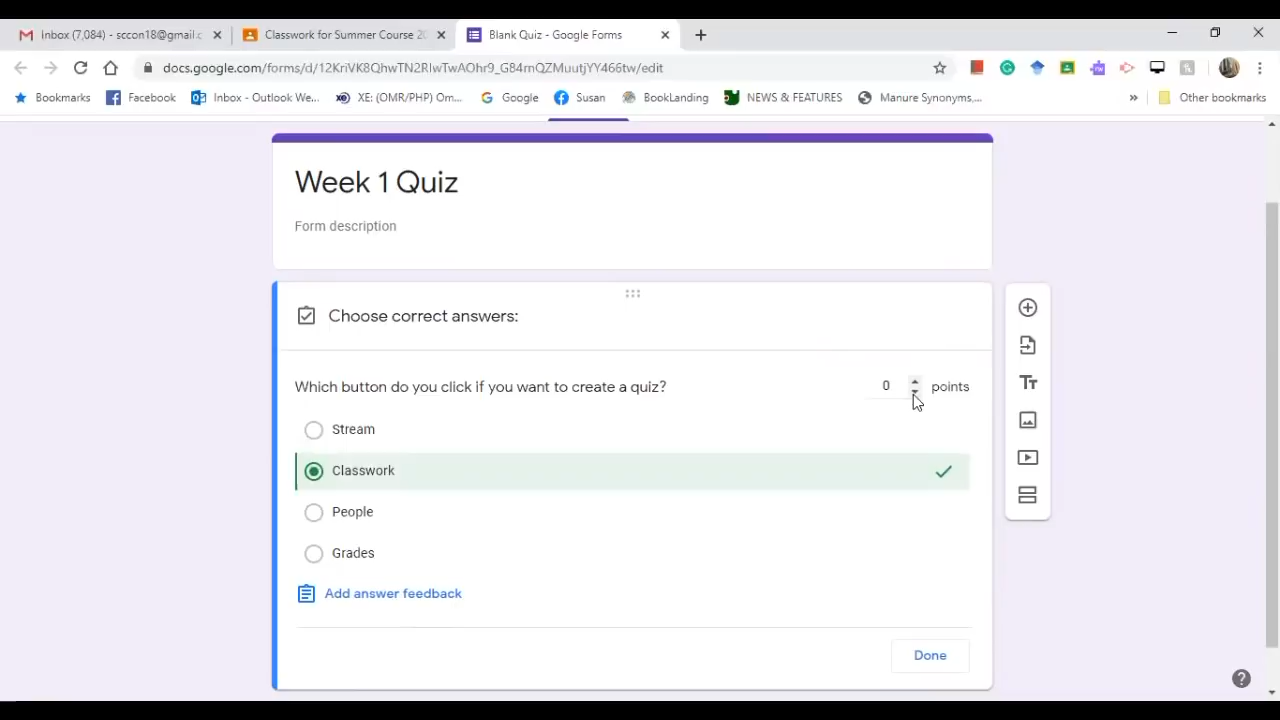 Inbox (7,084) - sccon18@gmail.c
Classwork for Summer Course 20
Blank Quiz - Google Forms
docs.google.com/forms/d/12KriVK8QhwTN2RIwTwAOhr9_G84rnQZMuutjYY466tw/edit
Bookmarks
Facebook
Inbox - Outlook We...
XE: (OMR/PHP) Om...
Google
Susan
BookLanding
NEWS & FEATURES
Manure Synonyms,...
»
Other bookmarks
Week 1 Quiz
Form description
Choose correct answers:
Which button do you click if you want to create a quiz? 0 points
Stream
Classwork
People
Grades
Add answer feedback
Done